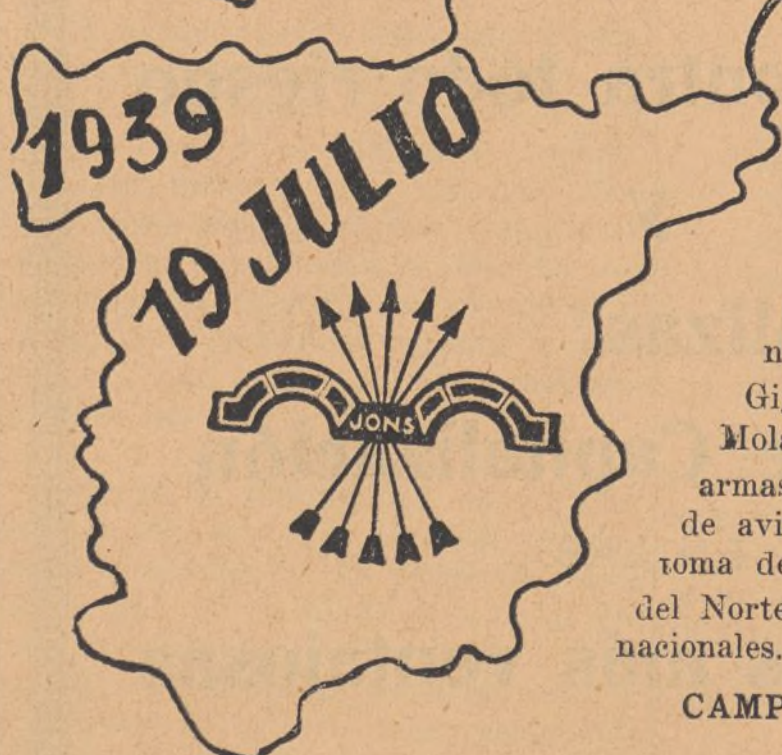 1939
19 JULIO
JONS
n
Gi
Mola
armas
de avi
toma de
del Norte
nacionales.
CAMP